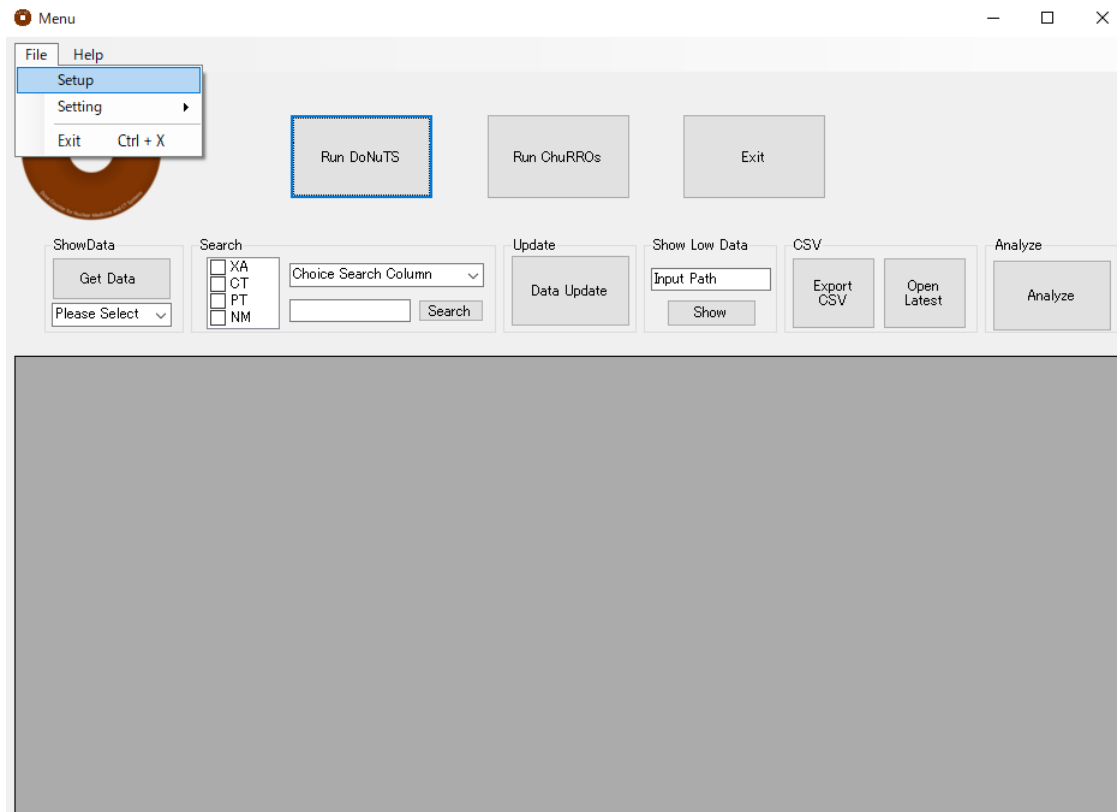 Menu
File Help
Setup
Setting
Exit Ctrl + X
Run DoNuTS
Run ChuRROs
Exit
ShowData
Get Data
Please Select
Search
XA
CT
PT
NM
Choice Search Column
Search
Update
Data Update
Show Low Data
Input Path
Show
CSV
Export
CSV
Open
Latest
Analyze
Analyze